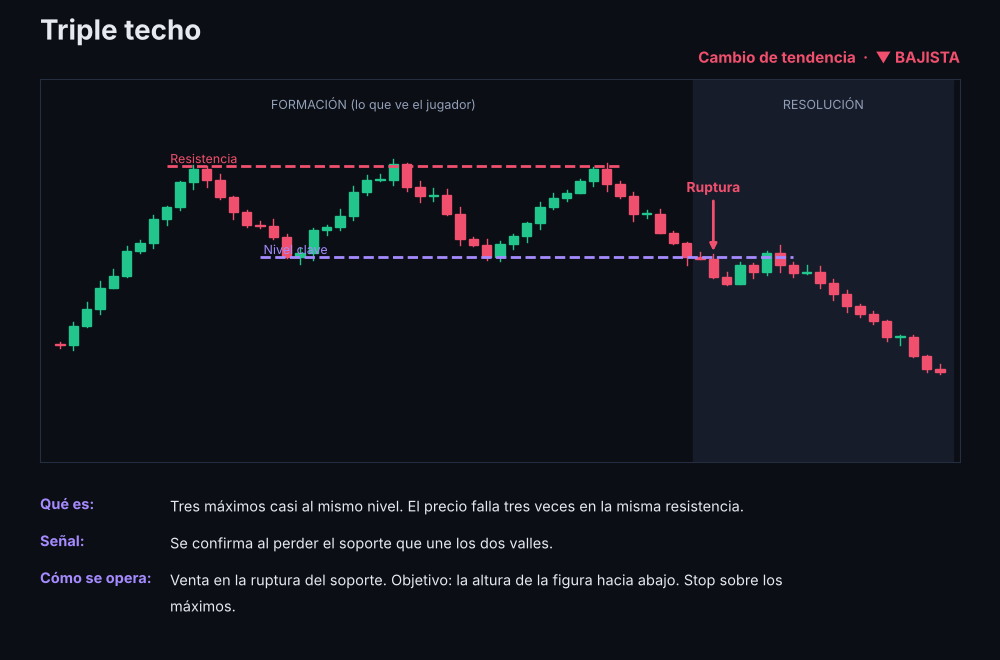 Triple techo
Cambio de tendencia · ▼ BAJISTA
FORMACIÓN (lo que ve el jugador)
RESOLUCIÓN
Resistencia
Ruptura
Nivel clave
Qué es:
Tres máximos casi al mismo nivel. El precio falla tres veces en la misma resistencia.
Señal:
Se confirma al perder el soporte que une los dos valles.
Cómo se opera:
Venta en la ruptura del soporte. Objetivo: la altura de la figura hacia abajo. Stop sobre los
máximos.